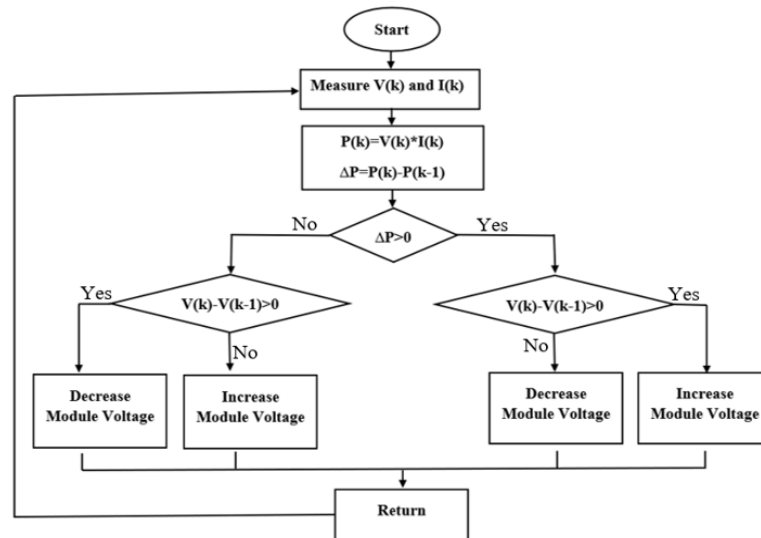 Start
Measure V(k) and I(k)
P(k)=V(k)*I(k)
ΔP=P(k)-P(k-1)
No
Yes
ΔP>0
Yes
V(k)-V(k-1)>0
V(k)-V(k-1)>0
Yes
No
No
Decrease
Module Voltage
Increase
Module Voltage
Decrease
Module Voltage
Increase
Module Voltage
Return